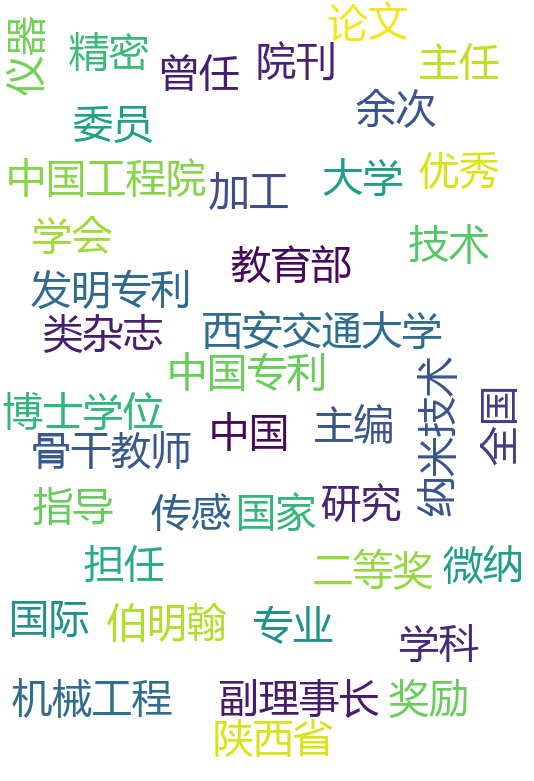 论文
仪器
精密
曾任
院刊
主任
余次
委员
中国工程院
加工
大学
优秀
学会
技术
教育部
发明专利
类杂志
西安交通大学
中国专利
博士学位
纳米技术
全国
骨干教师
中国
主编
指导
传感
国家
研究
担任
二等奖
微纳
国际
伯明翰
专业
学科
机械工程
副理事长
奖励
陕西省